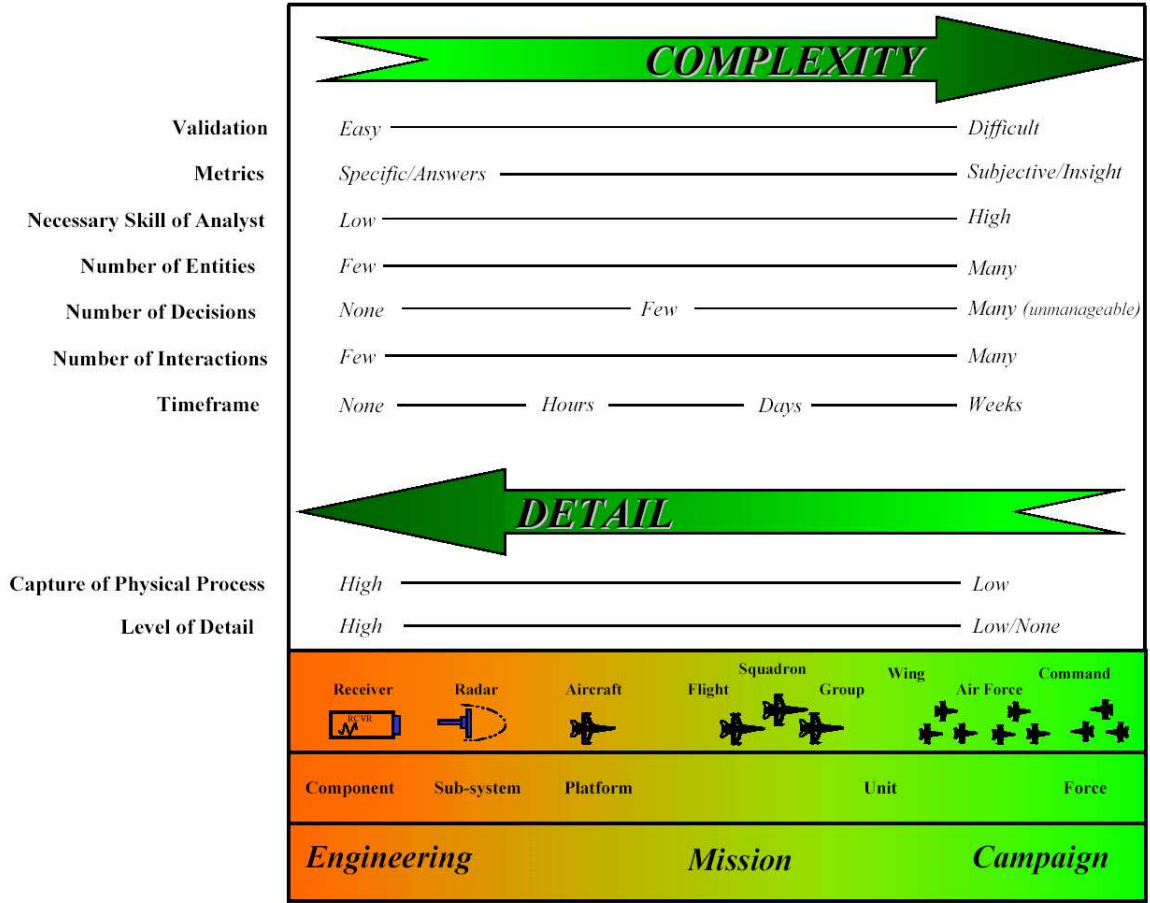 COMPLEXITY
Validation Easy Difficult
Metrics Specific/Answers Subjective/Insight
Necessary Skill of Analyst Low High
Number of Entities Few Many
Number of Decisions None Few Many (unmanageable)
Number of Interactions Few Many
Timeframe None Hours Days Weeks
DETAIL
Capture of Physical Process High Low
Level of Detail High Low/None
Squadron Wing Command
Receiver Radar Aircraft Flight Group Air Force
RCVR
Component Sub-system Platform Unit Force
Engineering Mission Campaign